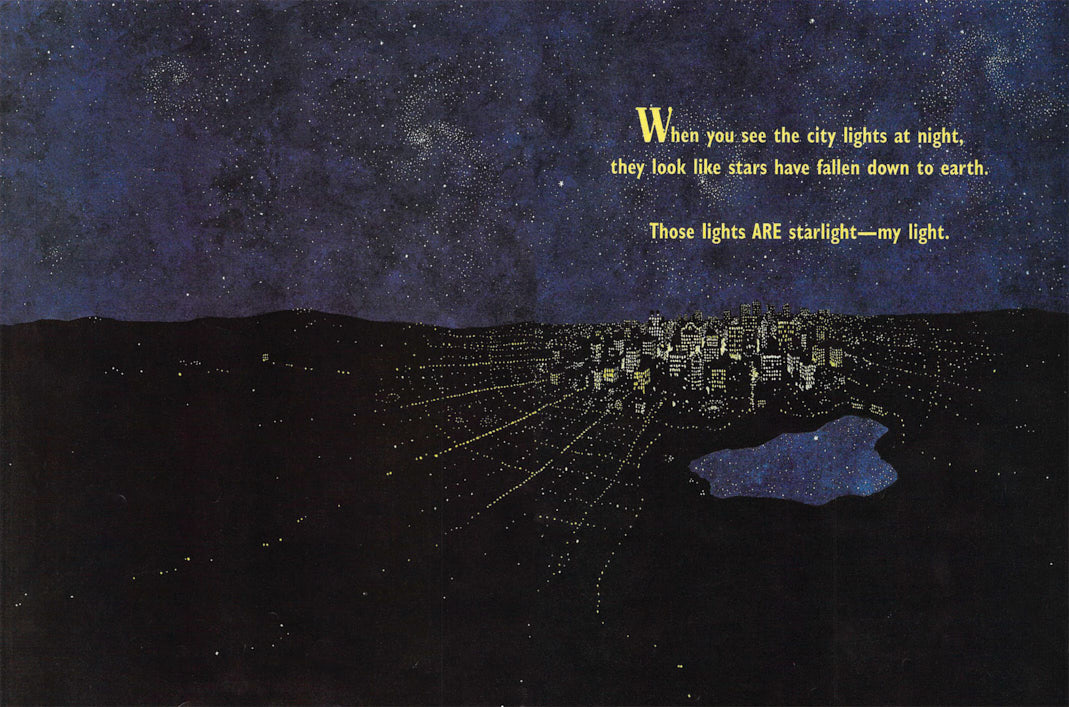 When you see the city lights at night,
they look like stars have fallen down to earth.
Those lights ARE starlight—my light.